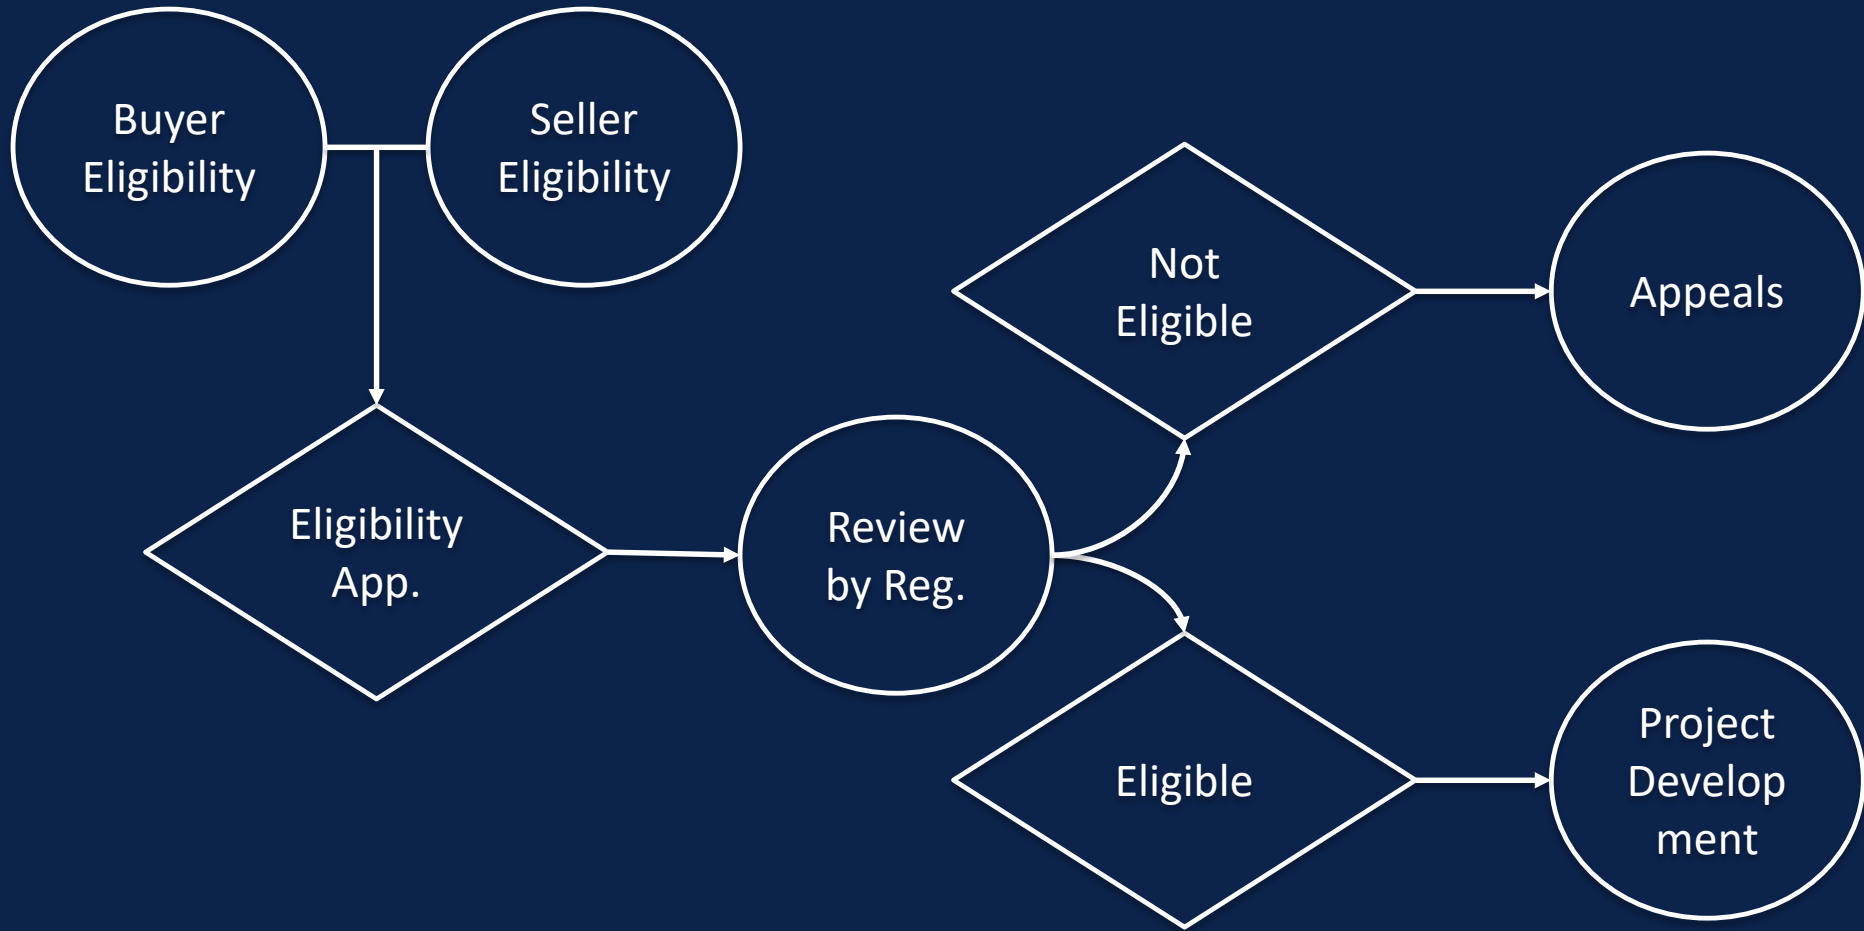 Buyer
Eligibility
Seller
Eligibility
Not
Eligible
Appeals
Eligibility
App.
Review
by Reg.
Eligible
Project
Develop
ment